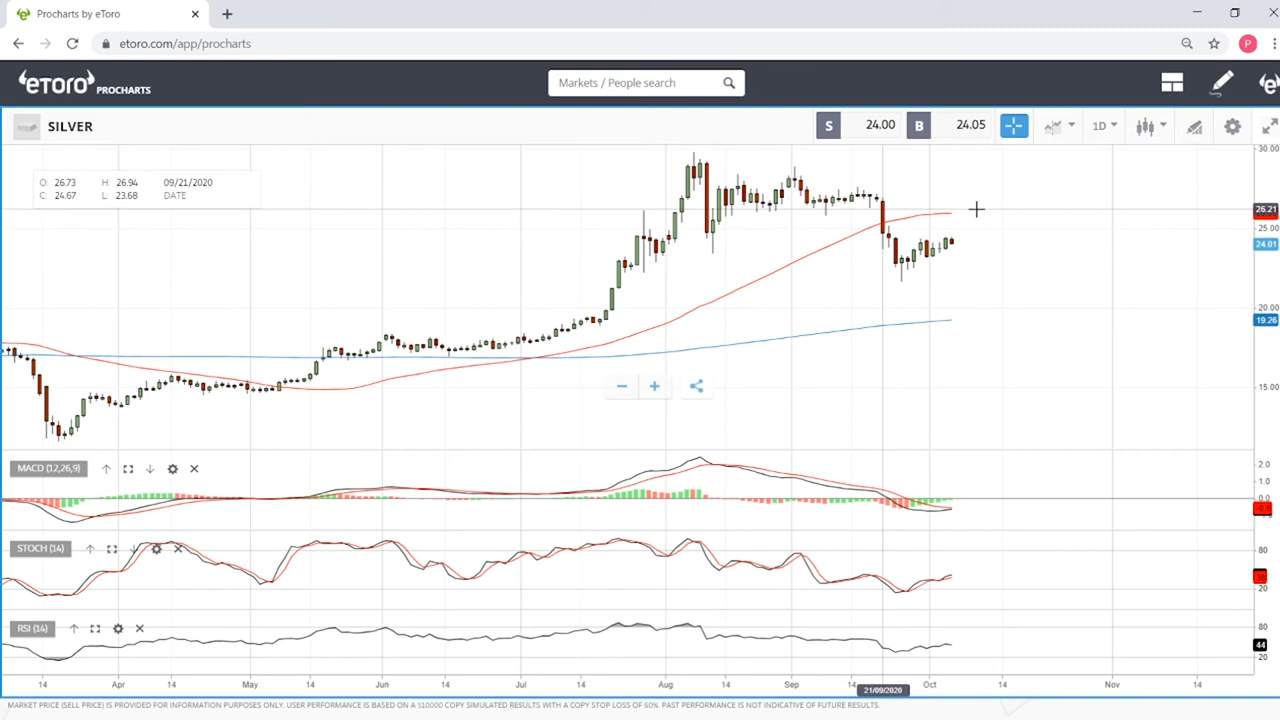 Procharts by eToro
etoro.com/app/procharts
P
eTORO PROCHARTS
Markets / People search
SILVER
S 24.00 B 24.05
1D
O: 26.73 H: 26.94 09/21/2020
C: 24.67 L: 23.68 DATE
30.00
26.21
25.00
24.01
20.00
19.26
15.00
MACD (12,26,9)
2.0
1.0
0.0
STOCH (14)
80
20
RSI (14)
80
44
20
14 Apr 14 May 14 Jun 14 Jul 14 Aug 14 Sep 14 21/09/2020 Oct 14 Nov 14
MARKET PRICE (SELL PRICE) IS PROVIDED FOR INFORMATION PURPOSES ONLY. USER PERFORMANCE IS BASED ON A $10000 COPY SIMULATED RESULTS WITH A COPY STOP LOSS OF 60%. PAST PERFORMANCE IS NOT INDICATIVE OF FUTURE RESULTS.